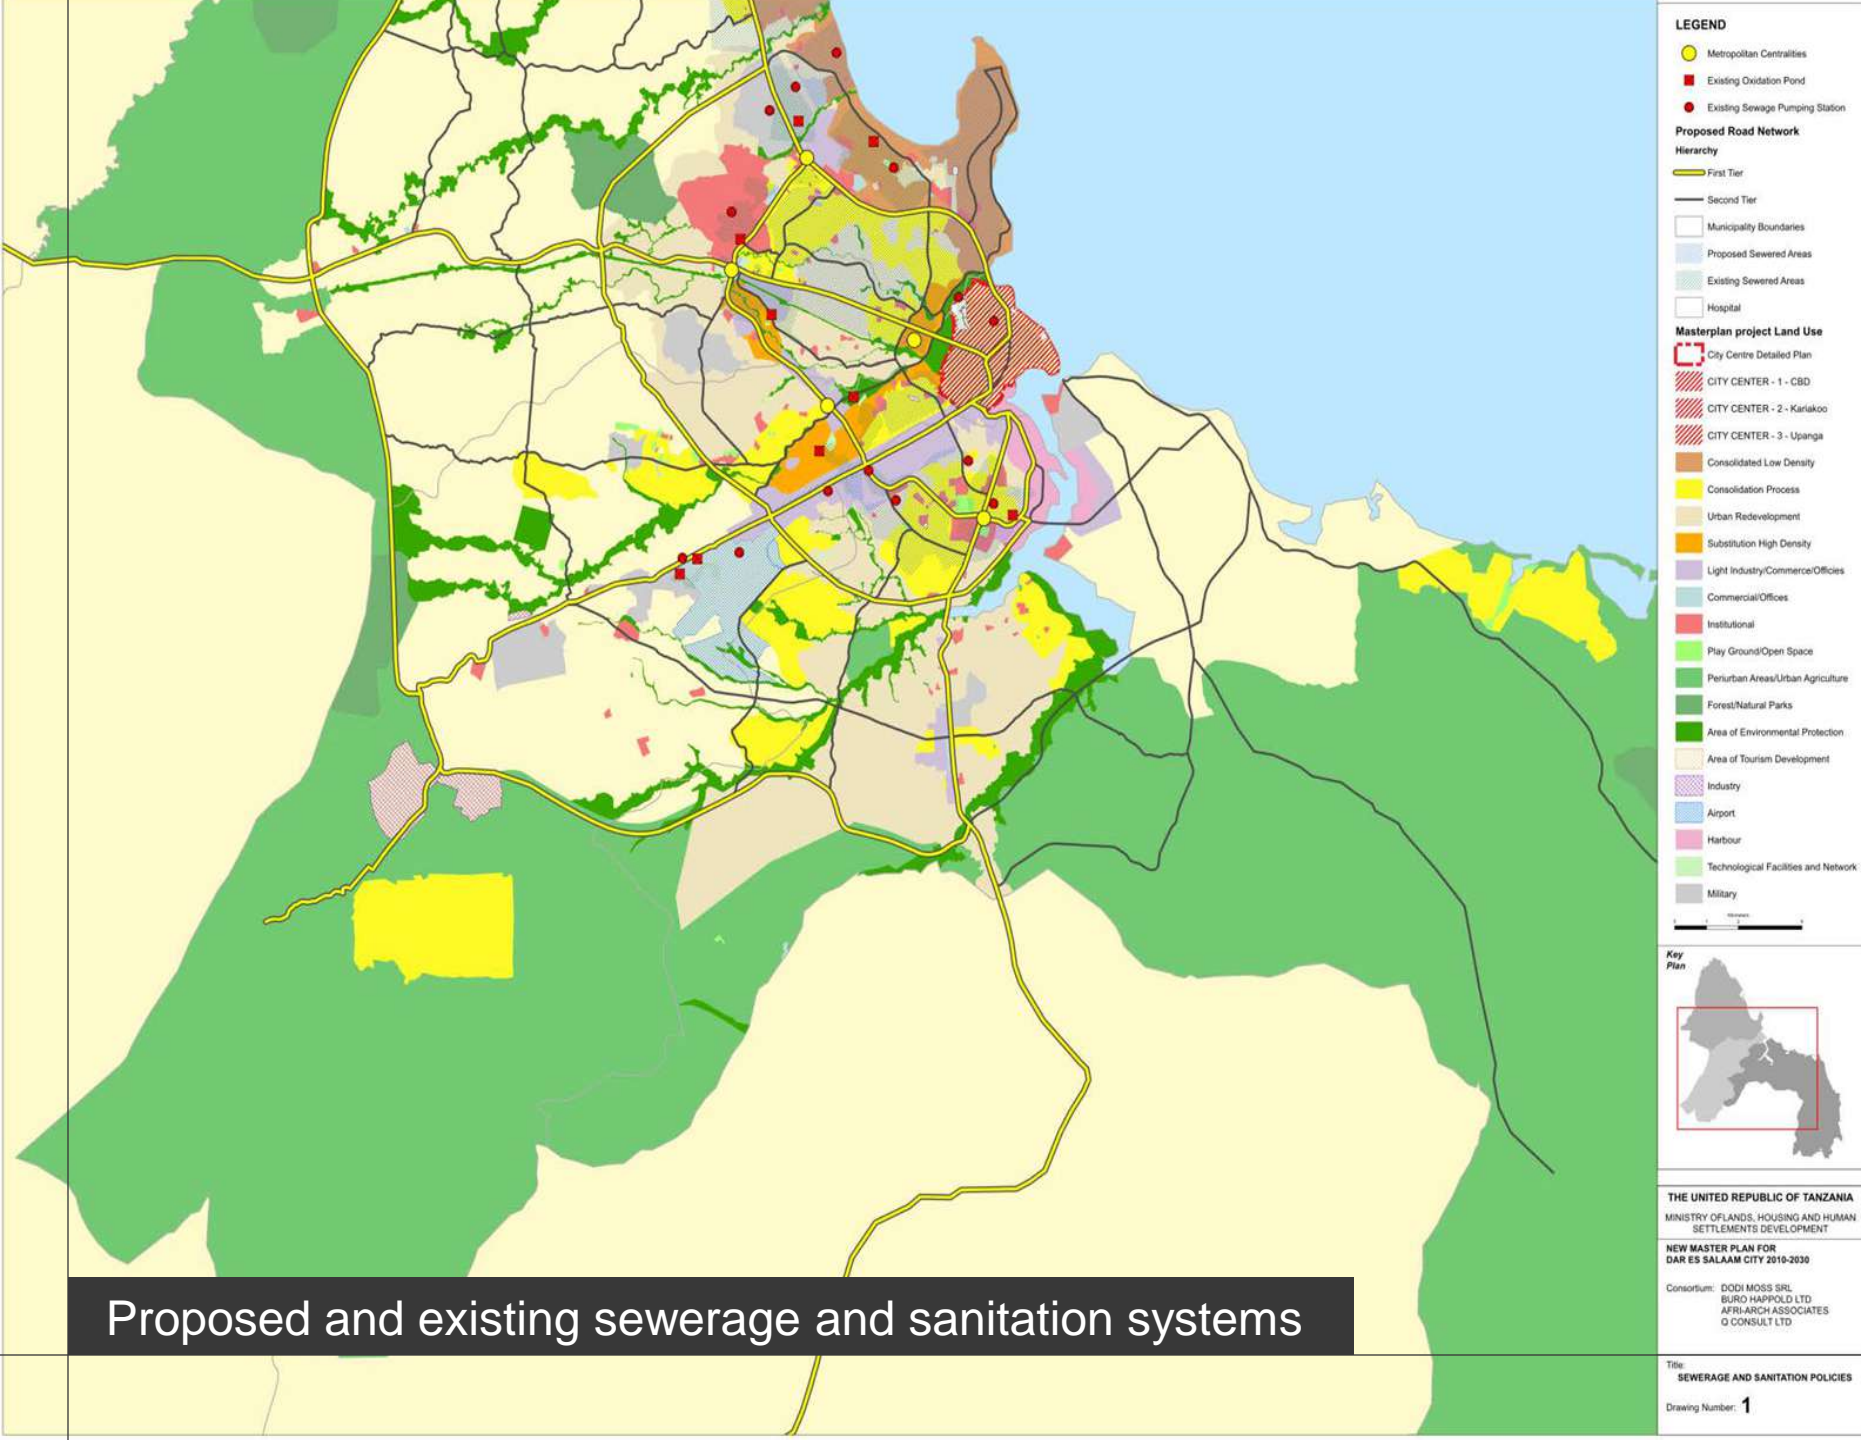 LEGEND
Metropolitan Centralities
Existing Oxidation Pond
Existing Sewage Pumping Station
Proposed Road Network
Hierarchy
First Tier
Second Tier
Municipality Boundaries
Proposed Sewered Areas
Existing Sewered Areas
Hospital
Masterplan project Land Use
City Centre Detailed Plan
CITY CENTER - 1 - CBD
CITY CENTER - 2 - Kariakoo
CITY CENTER - 3 - Upanga
Consolidated Low Density
Consolidation Process
Urban Redevelopment
Substitution High Density
Light Industry/Commerce/Officies
Commercial/Offices
Institutional
Play Ground/Open Space
Periurban Areas/Urban Agriculture
Forest/Natural Parks
Area of Environmental Protection
Area of Tourism Development
Industry
Airport
Harbour
Technological Facilities and Network
Military
Key
Plan
THE UNITED REPUBLIC OF TANZANIA
MINISTRY OFLANDS, HOUSING AND HUMAN
SETTLEMENTS DEVELOPMENT
NEW MASTER PLAN FOR
DAR ES SALAAM CITY 2010-2030
Consortium: DODI MOSS SRL
BURO HAPPOLD LTD
AFRI-ARCH ASSOCIATES
Q CONSULT LTD
Title:
SEWERAGE AND SANITATION POLICIES
Drawing Number: 1
Proposed and existing sewerage and sanitation systems